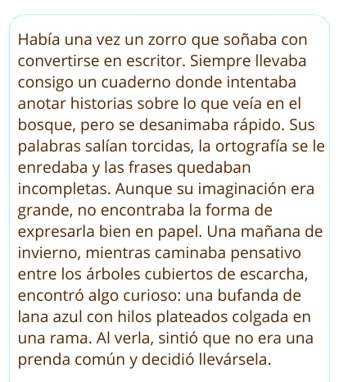 Había una vez un zorro que soñaba con
convertirse en escritor. Siempre llevaba
consigo un cuaderno donde intentaba
anotar historias sobre lo que veía en el
bosque, pero se desanimaba rápido. Sus
palabras salían torcidas, la ortografía se le
enredaba y las frases quedaban
incompletas. Aunque su imaginación era
grande, no encontraba la forma de
expresarla bien en papel. Una mañana de
invierno, mientras caminaba pensativo
entre los árboles cubiertos de escarcha,
encontró algo curioso: una bufanda de
lana azul con hilos plateados colgada en
una rama. Al verla, sintió que no era una
prenda común y decidió llevársela.